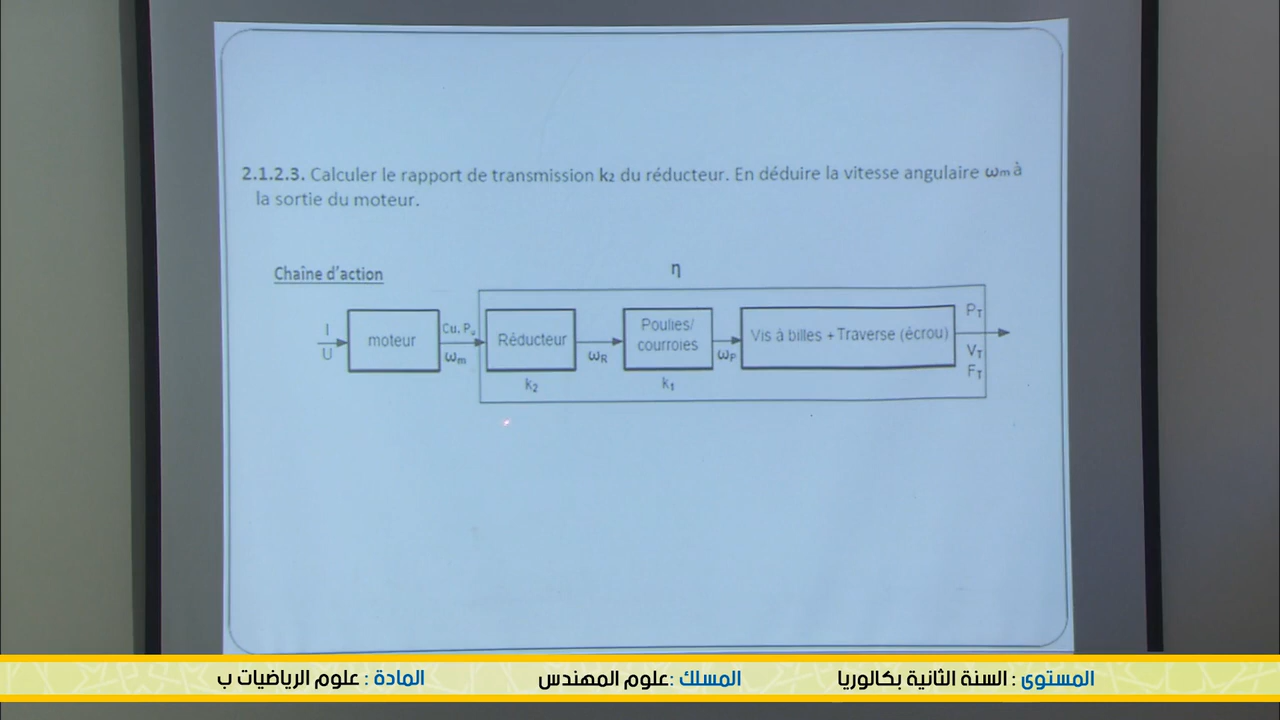 2.1.2.3. Calculer le rapport de transmission k₂ du réducteur. En déduire la vitesse angulaire ωm à
la sortie du moteur.
Chaîne d'action
η
I
U
moteur
Cu, Pu
ωm
Réducteur
k₂
ωR
Poulies/
courroies
k₁
ωP
Vis à billes + Traverse (écrou)
PT
VT
FT
المستوى : السنة الثانية بكالوريا
المسلك : علوم المهندس
المادة : علوم الرياضيات ب